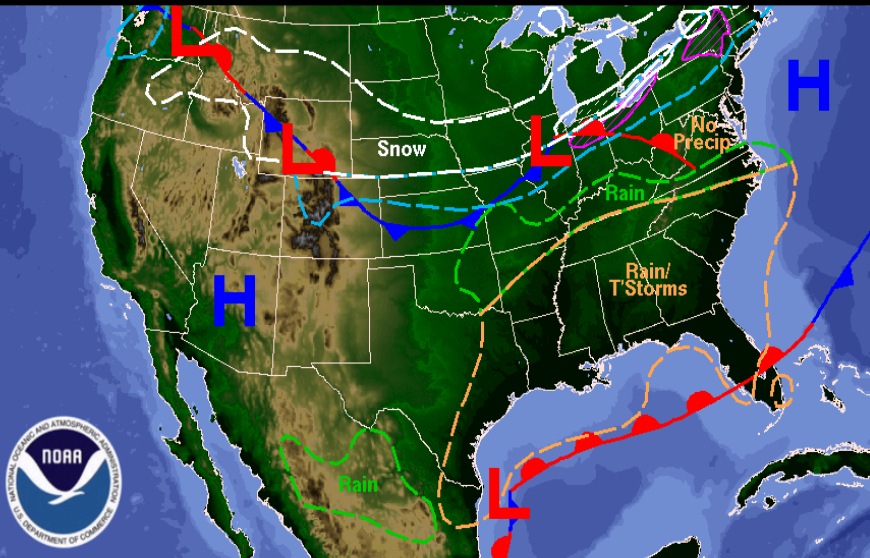 L
H
No
Precip
L
Snow
L
Rain
Rain/
T'Storms
H
L
Rain
NATIONAL OCEANIC AND ATMOSPHERIC ADMINISTRATION
NOAA
U.S. DEPARTMENT OF COMMERCE